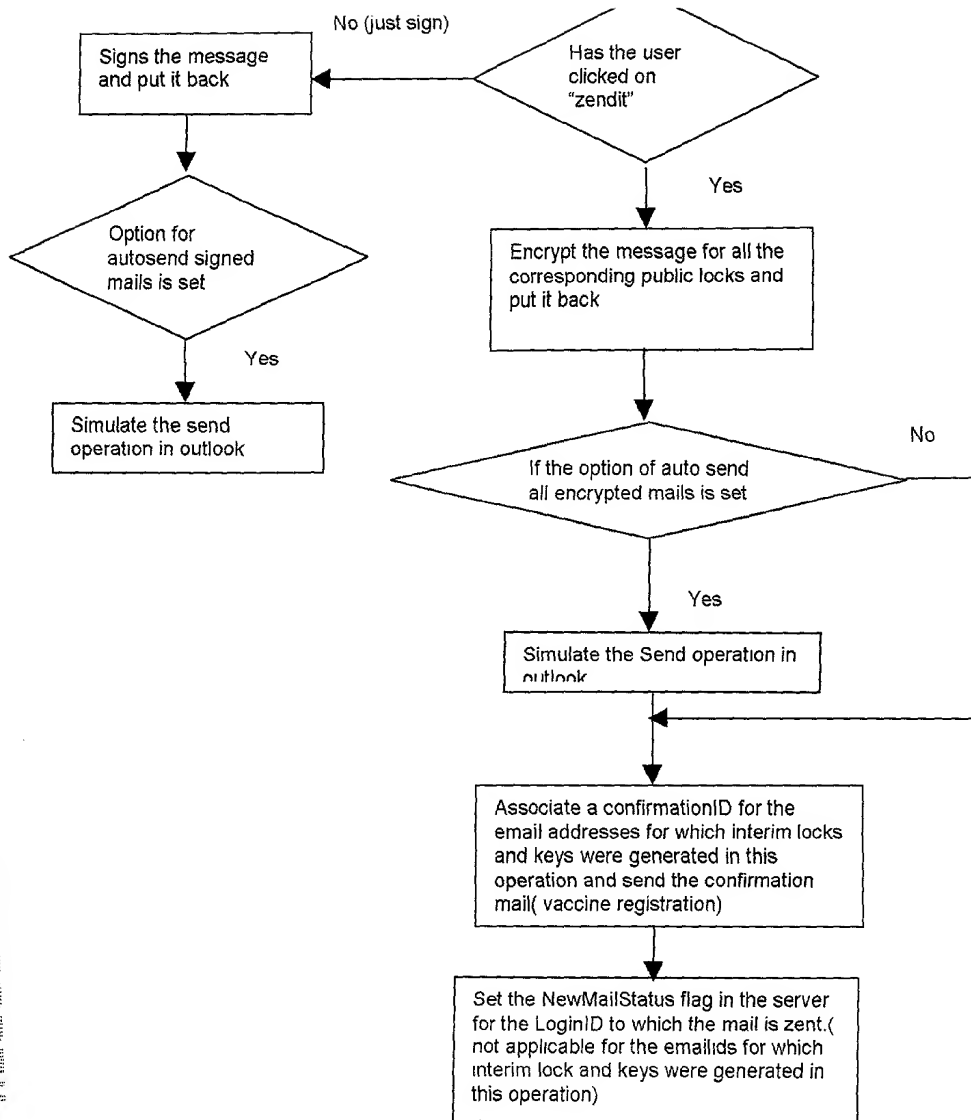 No (just sign)
Signs the message
and put it back
Has the user
clicked on
"zendit"
Yes
Option for
autosend signed
mails is set
Encrypt the message for all the
corresponding public locks and
put it back
Yes
Simulate the send
operation in outlook
No
If the option of auto send
all encrypted mails is set
Yes
Simulate the Send operation in
outlook
Associate a confirmationID for the
email addresses for which interim locks
and keys were generated in this
operation and send the confirmation
mail( vaccine registration)
Set the NewMailStatus flag in the server
for the LoginID to which the mail is zent.(
not applicable for the emailids for which
interim lock and keys were generated in
this operation)